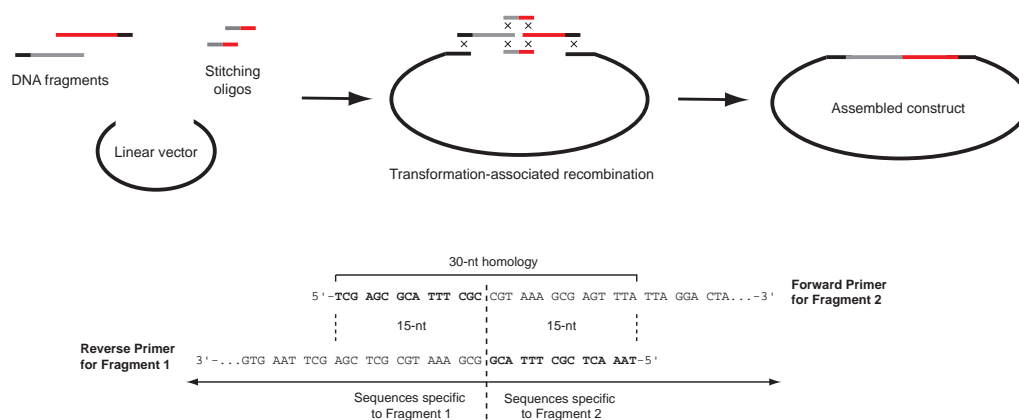 DNA fragments
Stitching
oligos
Linear vector
Transformation-associated recombination
Assembled construct
30-nt homology
5'-TCG AGC GCA TTT CGC CGT AAA GCG AGT TTA TTA GGA CTA...-3'
Forward Primer
for Fragment 2
15-nt
15-nt
Reverse Primer
for Fragment 1
3'-...GTG AAT TCG AGC TCG CGT AAA GCG GCA TTT CGC TCA AAT-5'
Sequences specific
to Fragment 1
Sequences specific
to Fragment 2